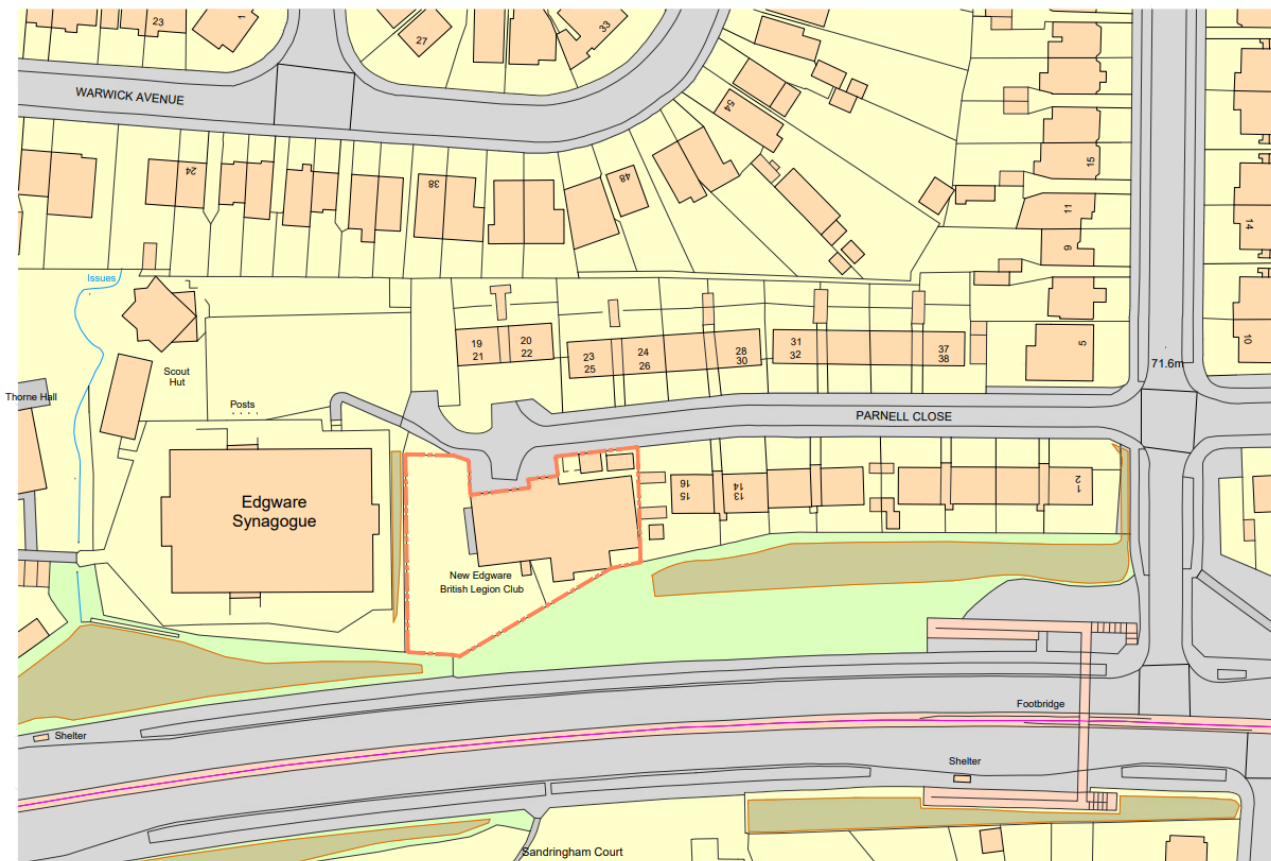 23
1
27
33
WARWICK AVENUE
54
24
38
48
15
11
9
14
Issues
19
21
20
22
23
25
24
26
28
30
31
32
37
38
5
10
71.6m
Scout
Hut
Thorne Hall
Posts
PARNELL CLOSE
Edgware
Synagogue
16
15
14
13
2
1
New Edgware
British Legion Club
Footbridge
Shelter
Shelter
Sandringham Court